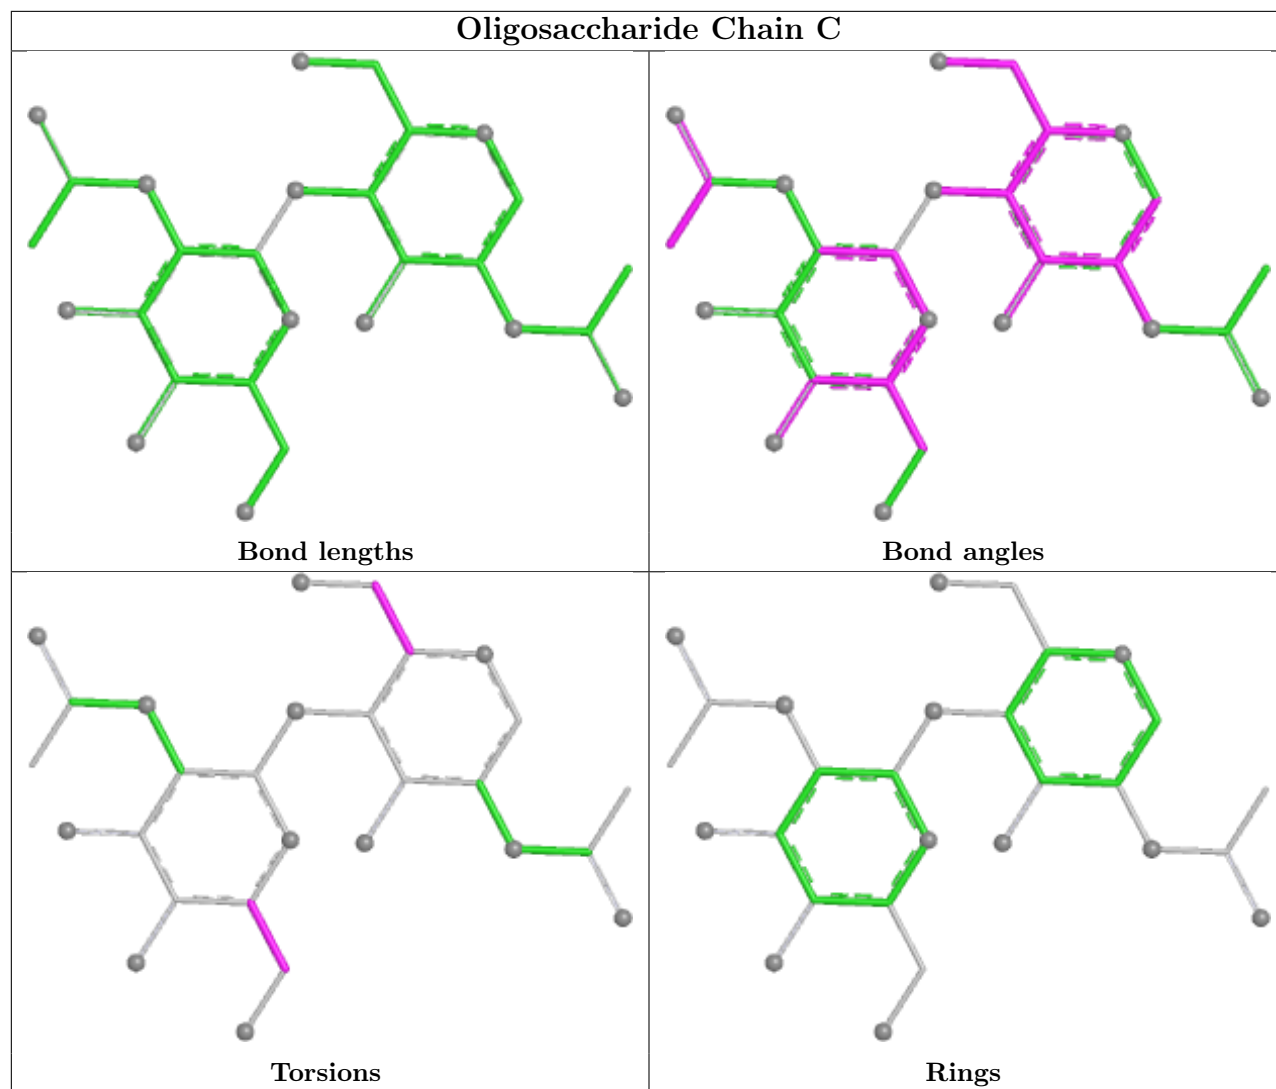 Oligosaccharide Chain C
Bond lengths
Bond angles
Torsions
Rings